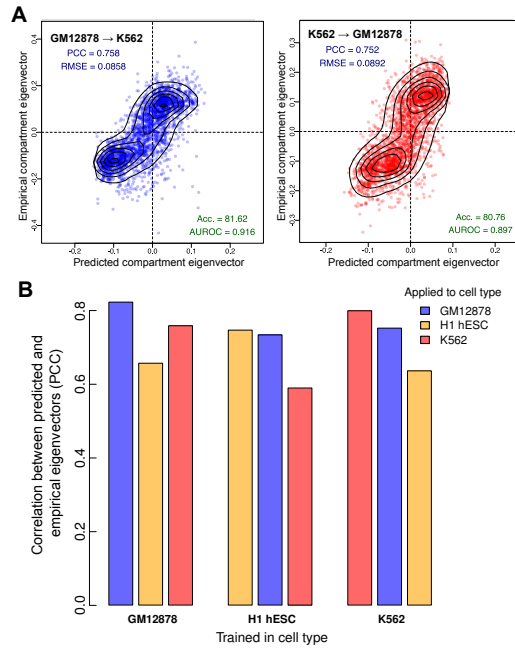 A
GM12878 → K562
PCC = 0.758
RMSE = 0.0858
Acc. = 81.62
AUROC = 0.916
Empirical compartment eigenvector
0.4
0.2
0.0
-0.2
-0.4
-0.2
-0.1
0.0
0.1
0.2
Predicted compartment eigenvector
K562 → GM12878
PCC = 0.752
RMSE = 0.0892
Acc. = 80.76
AUROC = 0.897
Empirical compartment eigenvector
0.3
0.2
0.1
0.0
-0.1
-0.2
-0.3
-0.2
-0.1
0.0
0.1
0.2
Predicted compartment eigenvector
B
Applied to cell type
GM12878
H1 hESC
K562
Correlation between predicted and
empirical eigenvectors (PCC)
0.8
0.6
0.4
0.2
0.0
GM12878
H1 hESC
K562
Trained in cell type